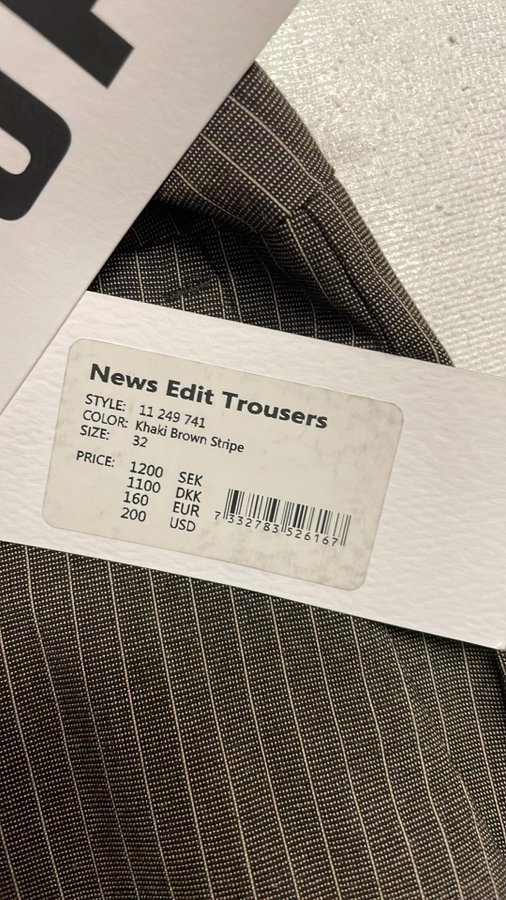 News Edit Trousers
STYLE: 11 249 741
COLOR: Khaki Brown Stripe
SIZE: 32
PRICE: 1200 SEK
1100 DKK
160 EUR
200 USD
7 332783 526167